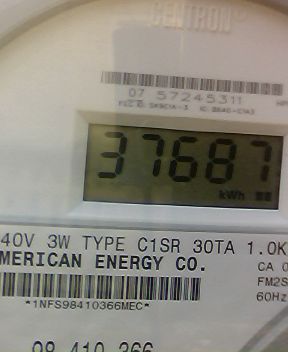 CENTRON®
07 57245311
37687
kWh
40V 3W TYPE C1SR 30TA 1.0K
MERICAN ENERGY CO.
CA 0
FM2S
60Hz
*1NFS98410366MEC*
98 410 366